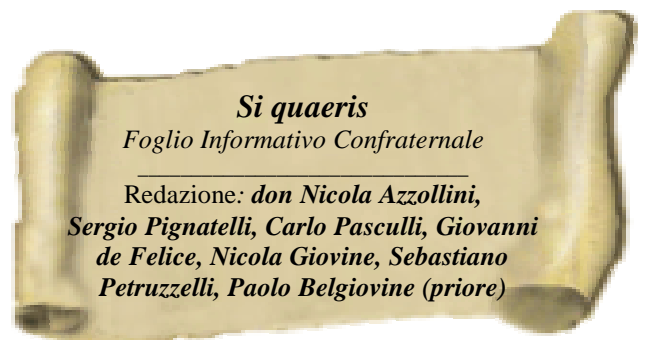 Si quaeris
Foglio Informativo Confraternale
______________________________
Redazione: don Nicola Azzollini,
Sergio Pignatelli, Carlo Pasculli, Giovanni
de Felice, Nicola Giovine, Sebastiano
Petruzzelli, Paolo Belgiovine (priore)